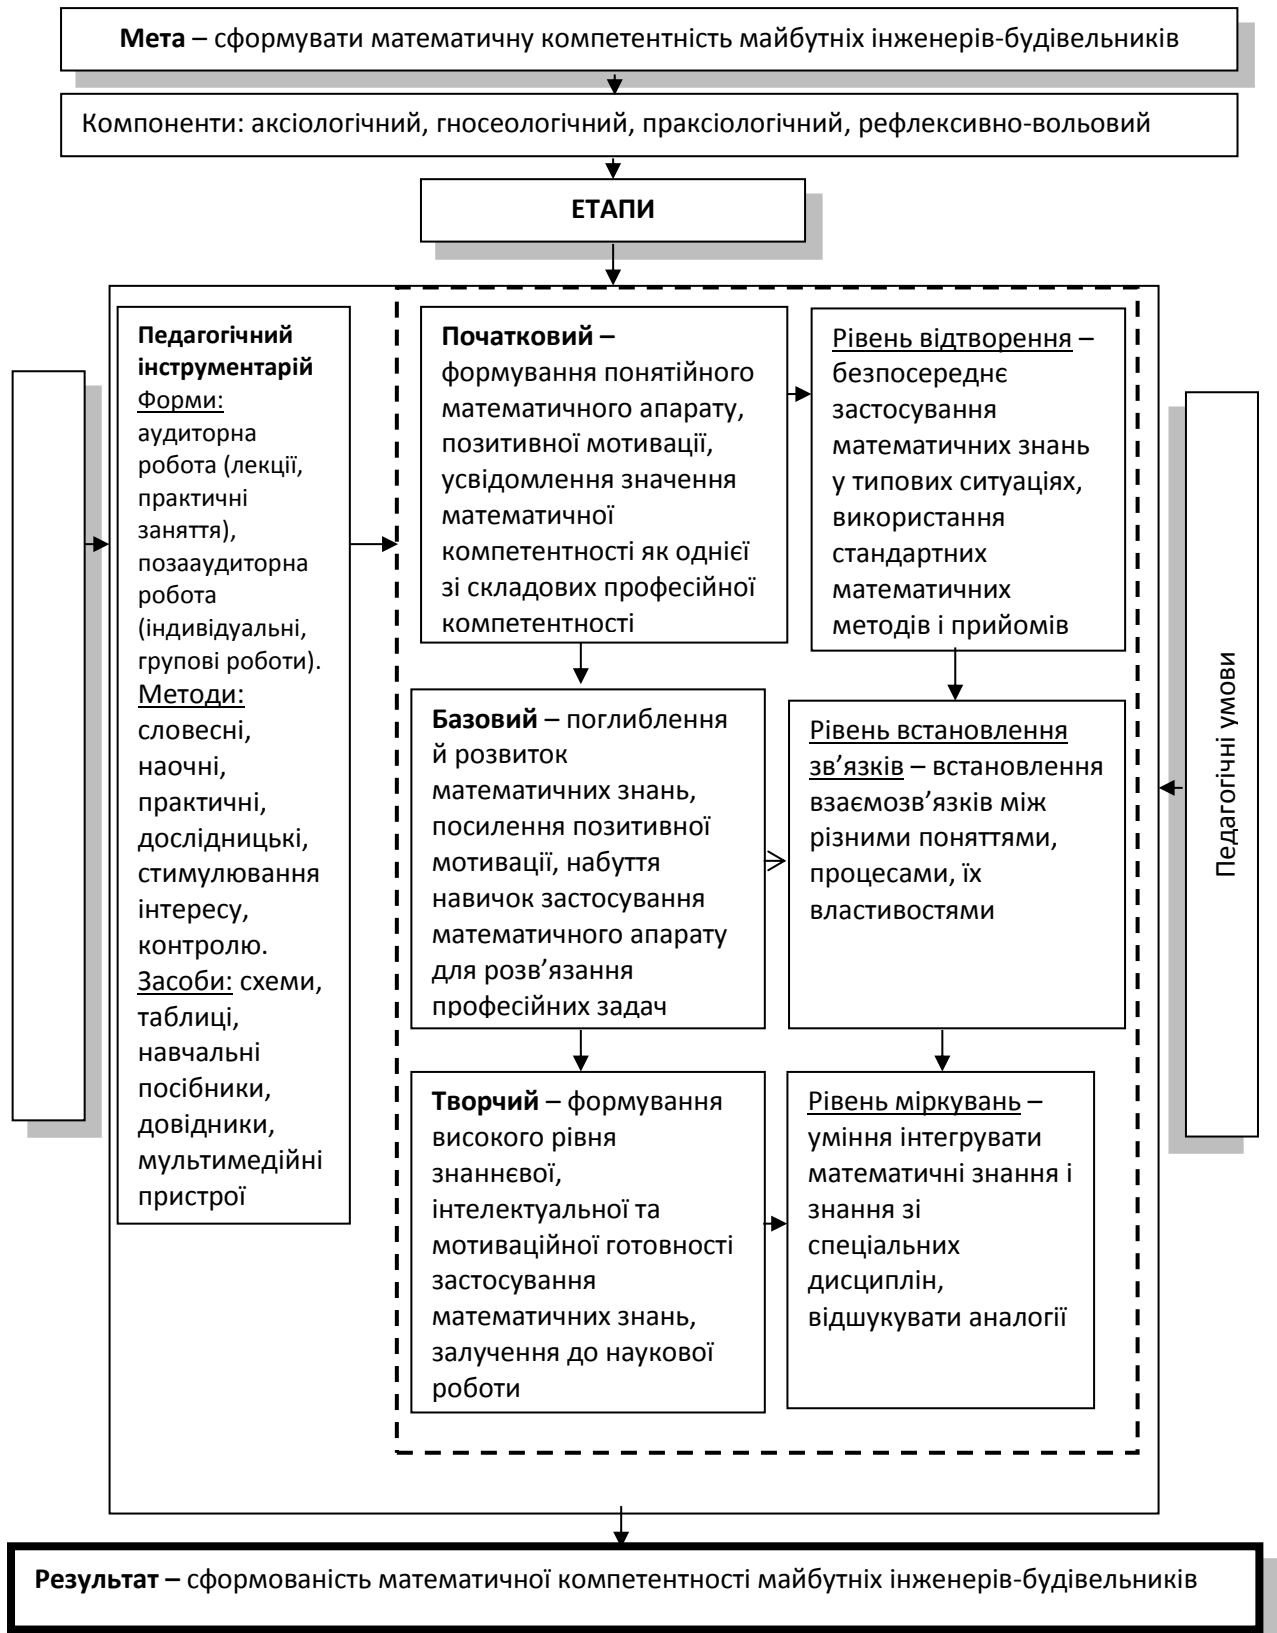 Мета – сформувати математичну компетентність майбутніх інженерів-будівельників
Компоненти: аксіологічний, гносеологічний, праксіологічний, рефлексивно-вольовий
ЕТАПИ
Педагогічний
інструментарій
Форми:
аудиторна
робота (лекції,
практичні
заняття),
позааудиторна
робота
(індивідуальні,
групові роботи).
Методи:
словесні,
наочні,
практичні,
дослідницькі,
стимулювання
інтересу,
контролю.
Засоби: схеми,
таблиці,
навчальні
посібники,
довідники,
мультимедійні
пристрої
Початковий –
формування понятійного
математичного апарату,
позитивної мотивації,
усвідомлення значення
математичної
компетентності як однієї
зі складових професійної
компетентності
Рівень відтворення –
безпосереднє
застосування
математичних знань
у типових ситуаціях,
використання
стандартних
математичних
методів і прийомів
Базовий – поглиблення
й розвиток
математичних знань,
посилення позитивної
мотивації, набуття
навичок застосування
математичного апарату
для розв’язання
професійних задач
Рівень встановлення
зв’язків – встановлення
взаємозв’язків між
різними поняттями,
процесами, їх
властивостями
Творчий – формування
високого рівня
знаннєвої,
інтелектуальної та
мотиваційної готовності
застосування
математичних знань,
залучення до наукової
роботи
Рівень міркувань –
уміння інтегрувати
математичні знання і
знання зі
спеціальних
дисциплін,
відшукувати аналогії
Педагогічні умови
Результат – сформованість математичної компетентності майбутніх інженерів-будівельників